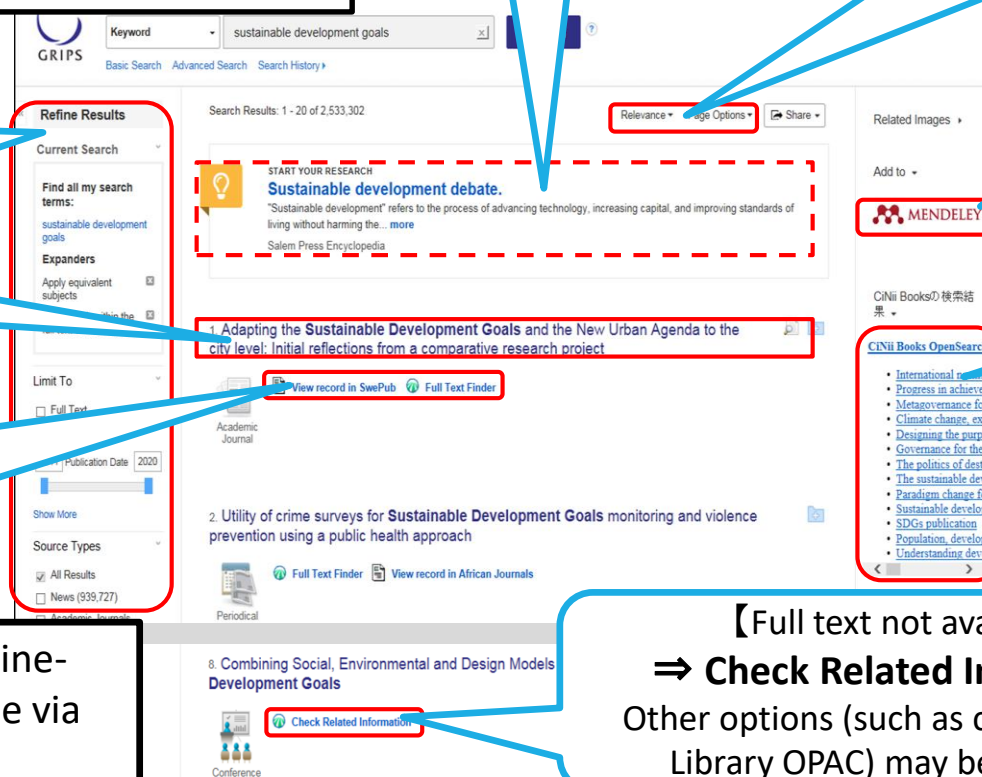 GRIPS
Keyword
sustainable development goals
Basic Search Advanced Search Search History
Refine Results
Current Search
Find all my search
terms:
sustainable development
goals
Expanders
Apply equivalent
subjects
within the
Limit To
Full Text
Publication Date 2020
Show More
Source Types
All Results
News (939,727)
Academic Journals
Search Results: 1 - 20 of 2,533,302
Relevance Page Options Share
START YOUR RESEARCH
Sustainable development debate.
"Sustainable development" refers to the process of advancing technology, increasing capital, and improving standards of
living without harming the... more
Salem Press Encyclopedia
1. Adapting the Sustainable Development Goals and the New Urban Agenda to the
city level: Initial reflections from a comparative research project
View record in SwePub Full Text Finder
Academic
Journal
2. Utility of crime surveys for Sustainable Development Goals monitoring and violence
prevention using a public health approach
Full Text Finder View record in African Journals
Periodical
8. Combining Social, Environmental and Design Models
Development Goals
Check Related Information
Conference
Related Images
Add to
MENDELEY
CiNii Booksの検索結
果
CiNii Books OpenSearc
International
Progress in achieve
Metagovernance fo
Climate change, ex
Designing the purp
Governance for the
The politics of dest
The sustainable dev
Paradigm change f
Sustainable develo
SDGs publication
Population, develop
Understanding dev
ine-
e via
【Full text not ava
⇒ Check Related I
Other options (such as
Library OPAC) may be